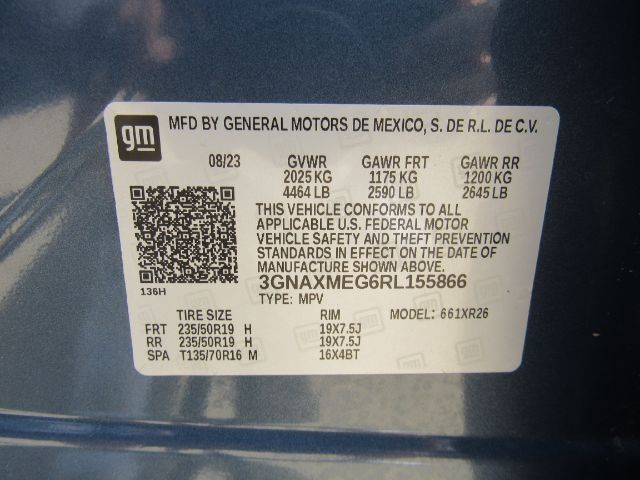 gm MFD BY GENERAL MOTORS DE MEXICO, S. DE R.L. DE C.V.
08/23 GVWR GAWR FRT GAWR RR
2025 KG 1175 KG 1200 KG
4464 LB 2590 LB 2645 LB
THIS VEHICLE CONFORMS TO ALL
APPLICABLE U.S. FEDERAL MOTOR
VEHICLE SAFETY AND THEFT PREVENTION
STANDARDS IN EFFECT ON THE DATE OF
MANUFACTURE SHOWN ABOVE.
136H 3GNAXMEG6RL155866
TYPE: MPV
TIRE SIZE RIM MODEL: 661XR26
FRT 235/50R19 H 19X7.5J
RR 235/50R19 H 19X7.5J
SPA T135/70R16 M 16X4BT